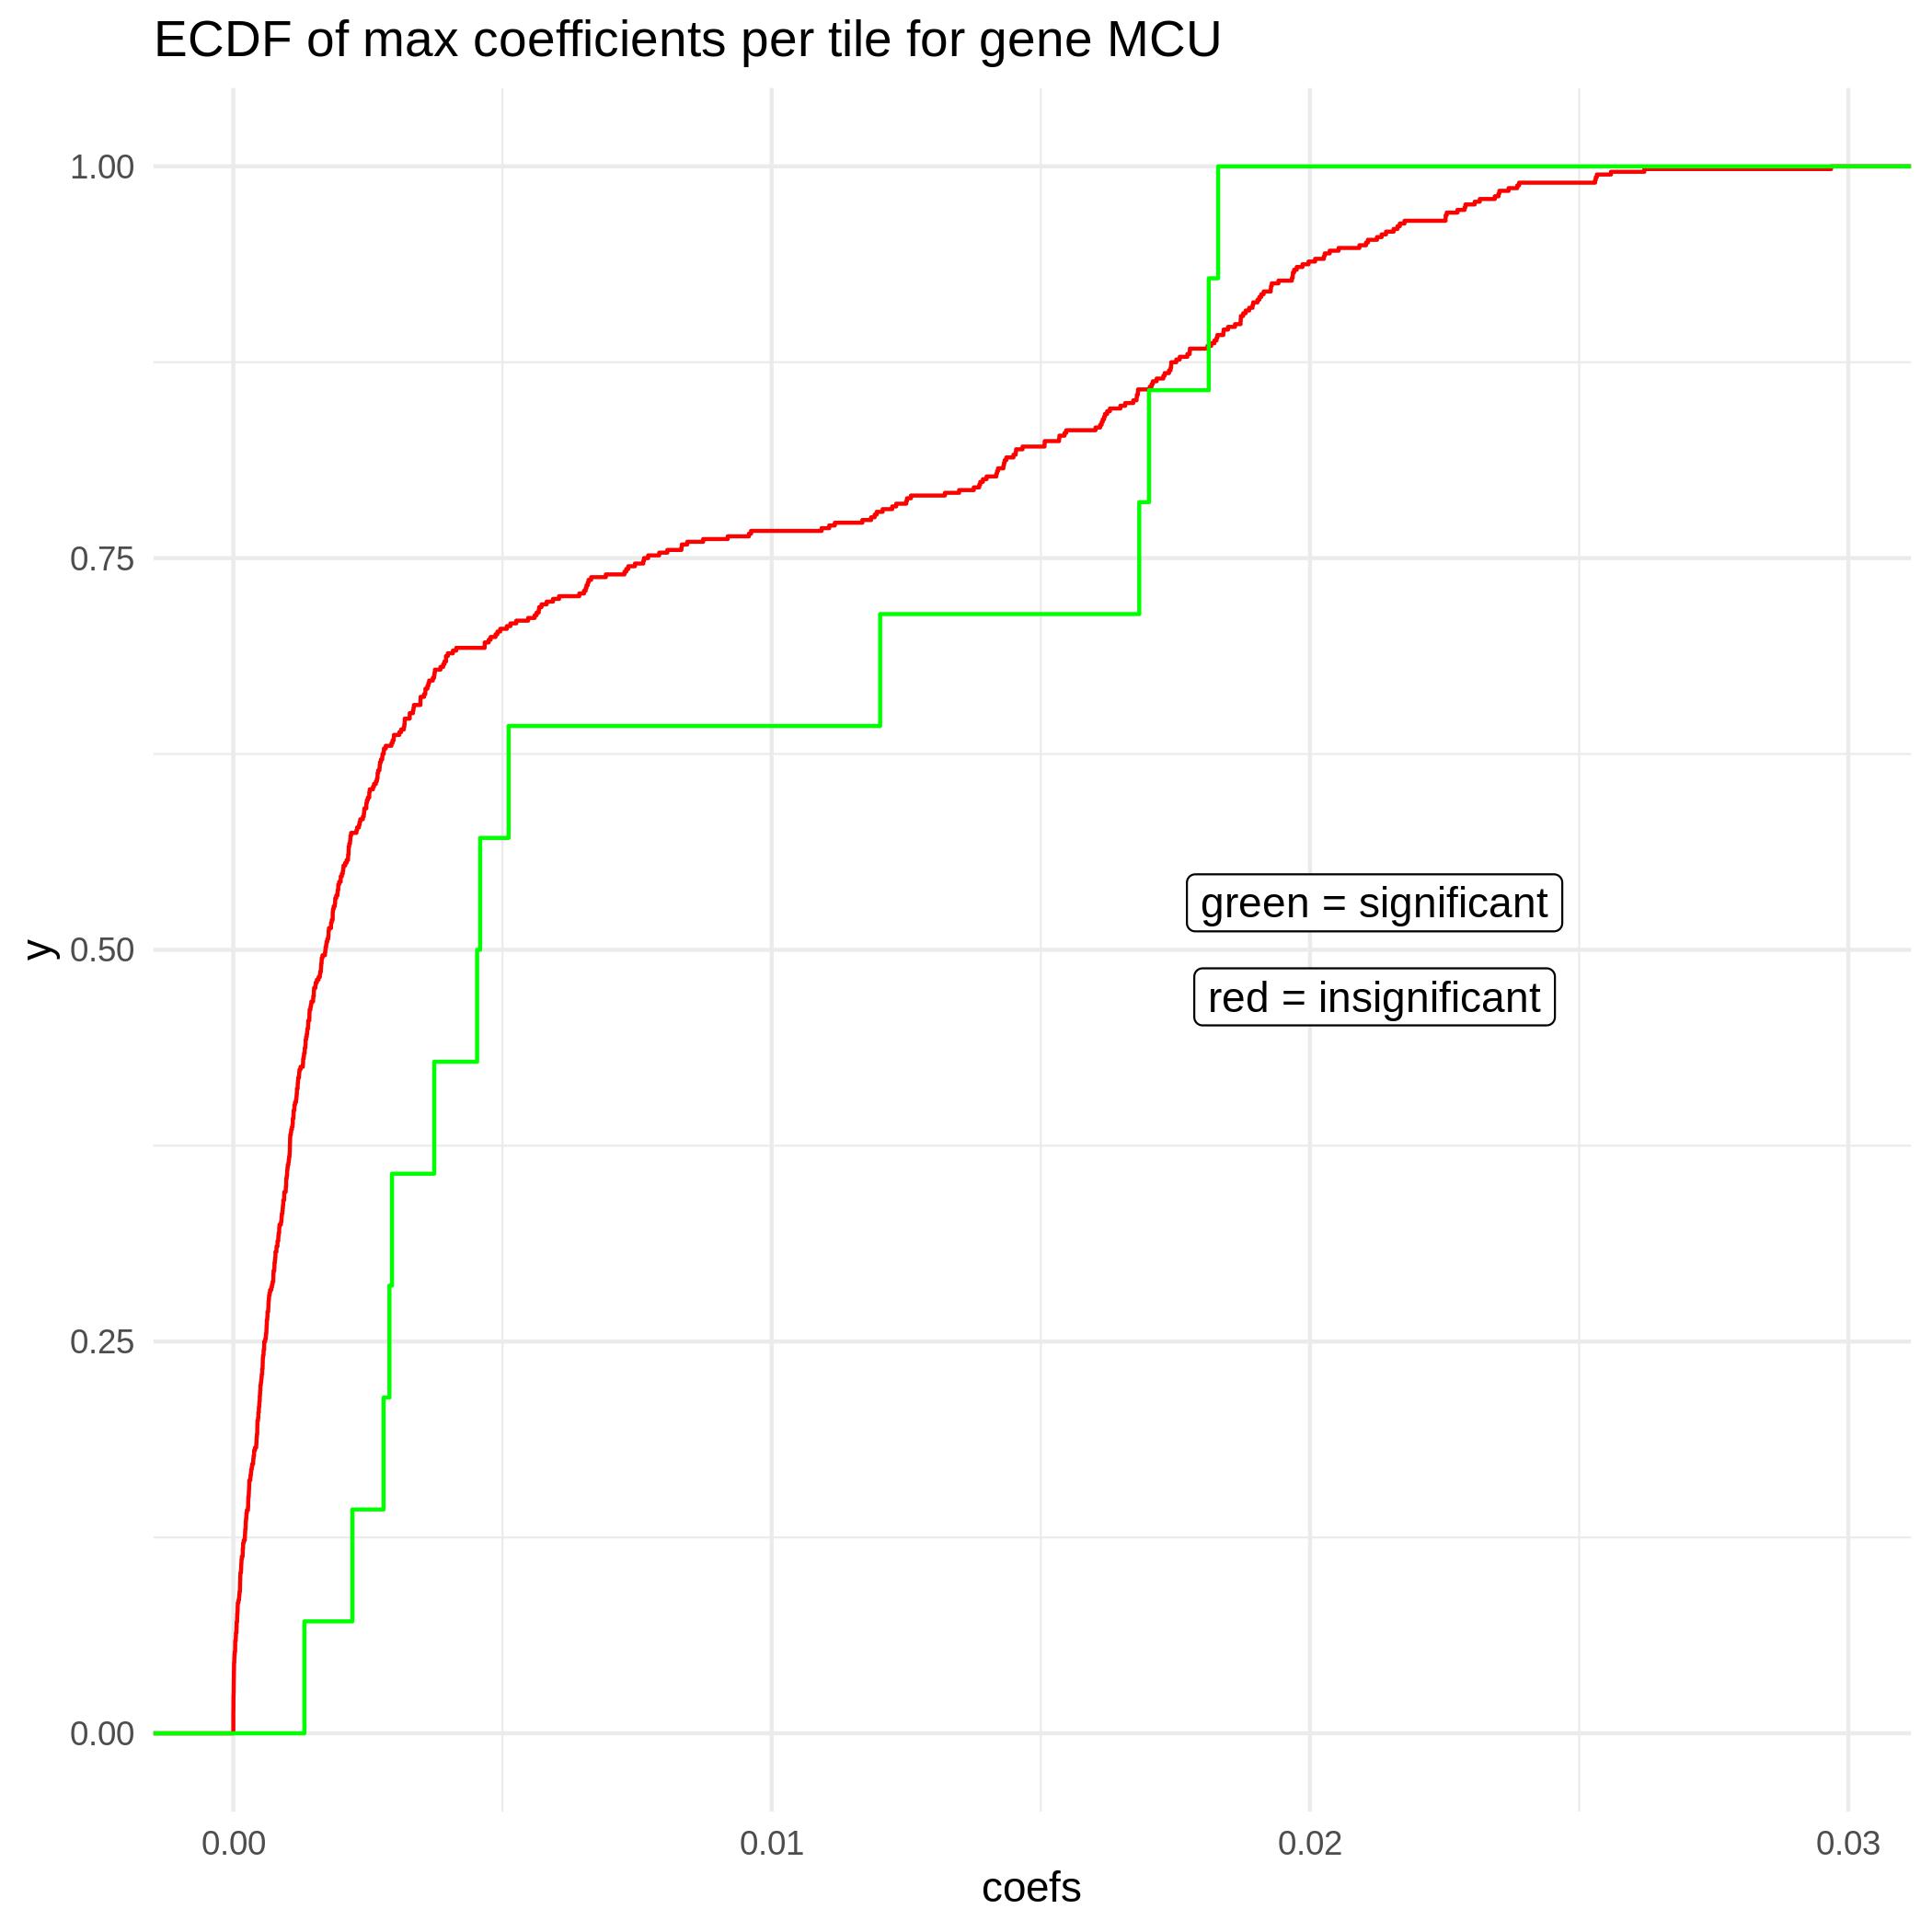 ECDF of max coefficients per tile for gene MCU
1.00
0.75
0.50
0.25
0.00
y
green = significant
red = insignificant
0.00 0.01 0.02 0.03
coefs